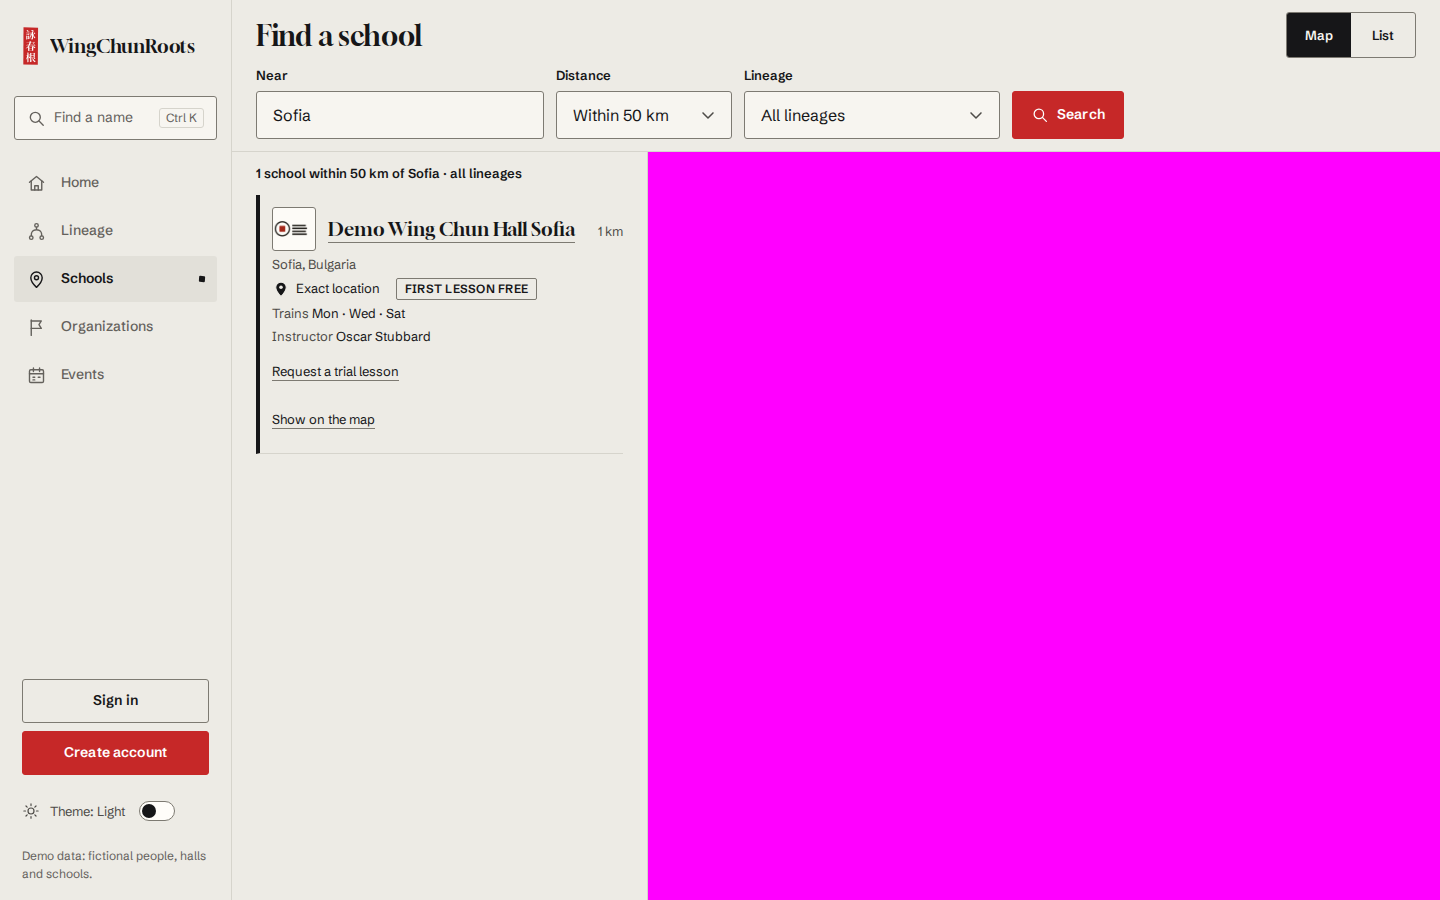 詠春根
WingChunRoots
Find a name
Ctrl K
Home
Lineage
Schools
Organizations
Events
Sign in
Create account
Theme: Light
Demo data: fictional people, halls
and schools.
Find a school
Map
List
Near
Distance
Lineage
Sofia
Within 50 km
All lineages
Search
1 school within 50 km of Sofia · all lineages
Demo Wing Chun Hall Sofia
1 km
Sofia, Bulgaria
Exact location
FIRST LESSON FREE
Trains Mon · Wed · Sat
Instructor Oscar Stubbard
Request a trial lesson
Show on the map